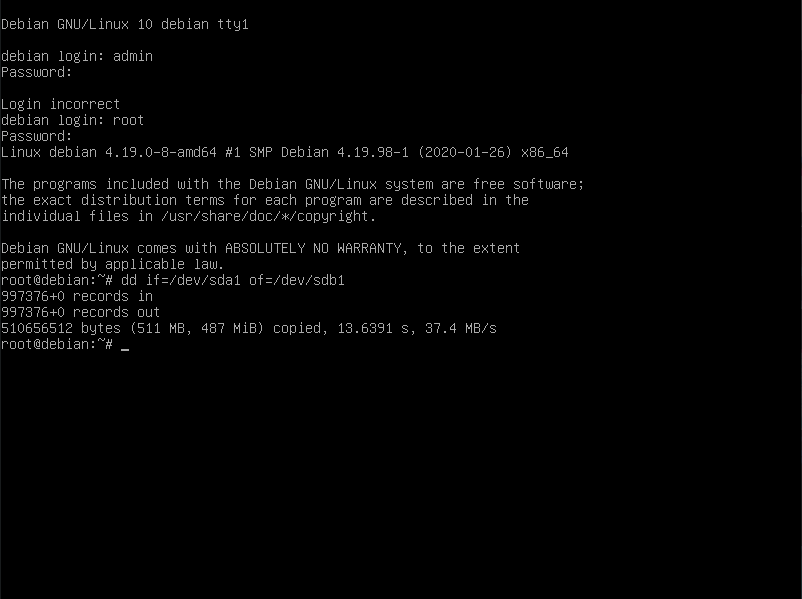 Debian GNU/Linux 10 debian tty1
debian login: admin
Password:
Login incorrect
debian login: root
Password:
Linux debian 4.19.0-8-amd64 #1 SMP Debian 4.19.98-1 (2020-01-26) x86_64
The programs included with the Debian GNU/Linux system are free software;
the exact distribution terms for each program are described in the
individual files in /usr/share/doc/*/copyright.
Debian GNU/Linux comes with ABSOLUTELY NO WARRANTY, to the extent
permitted by applicable law.
root@debian:~# dd if=/dev/sda1 of=/dev/sdb1
997376+0 records in
997376+0 records out
510656512 bytes (511 MB, 487 MiB) copied, 13.6391 s, 37.4 MB/s
root@debian:~# _